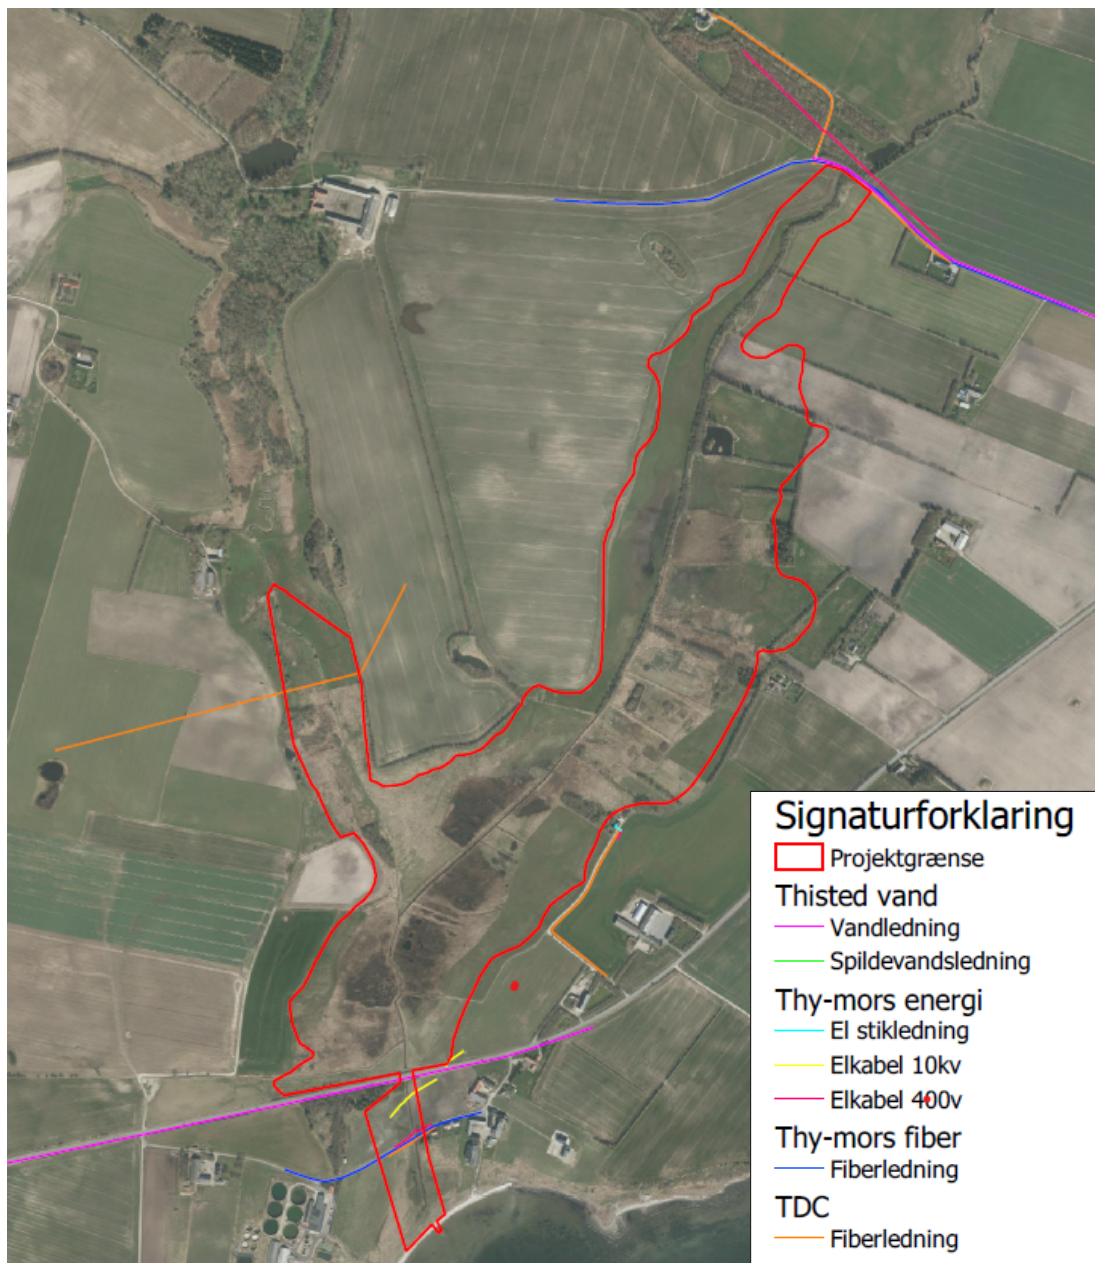 Signaturforklaring
Projektgrænse
Thisted vand
Vandledning
Spildevandsledning
Thy-mors energi
El stikledning
Elkabel 10kv
Elkabel 400v
Thy-mors fiber
Fiberledning
TDC
Fiberledning